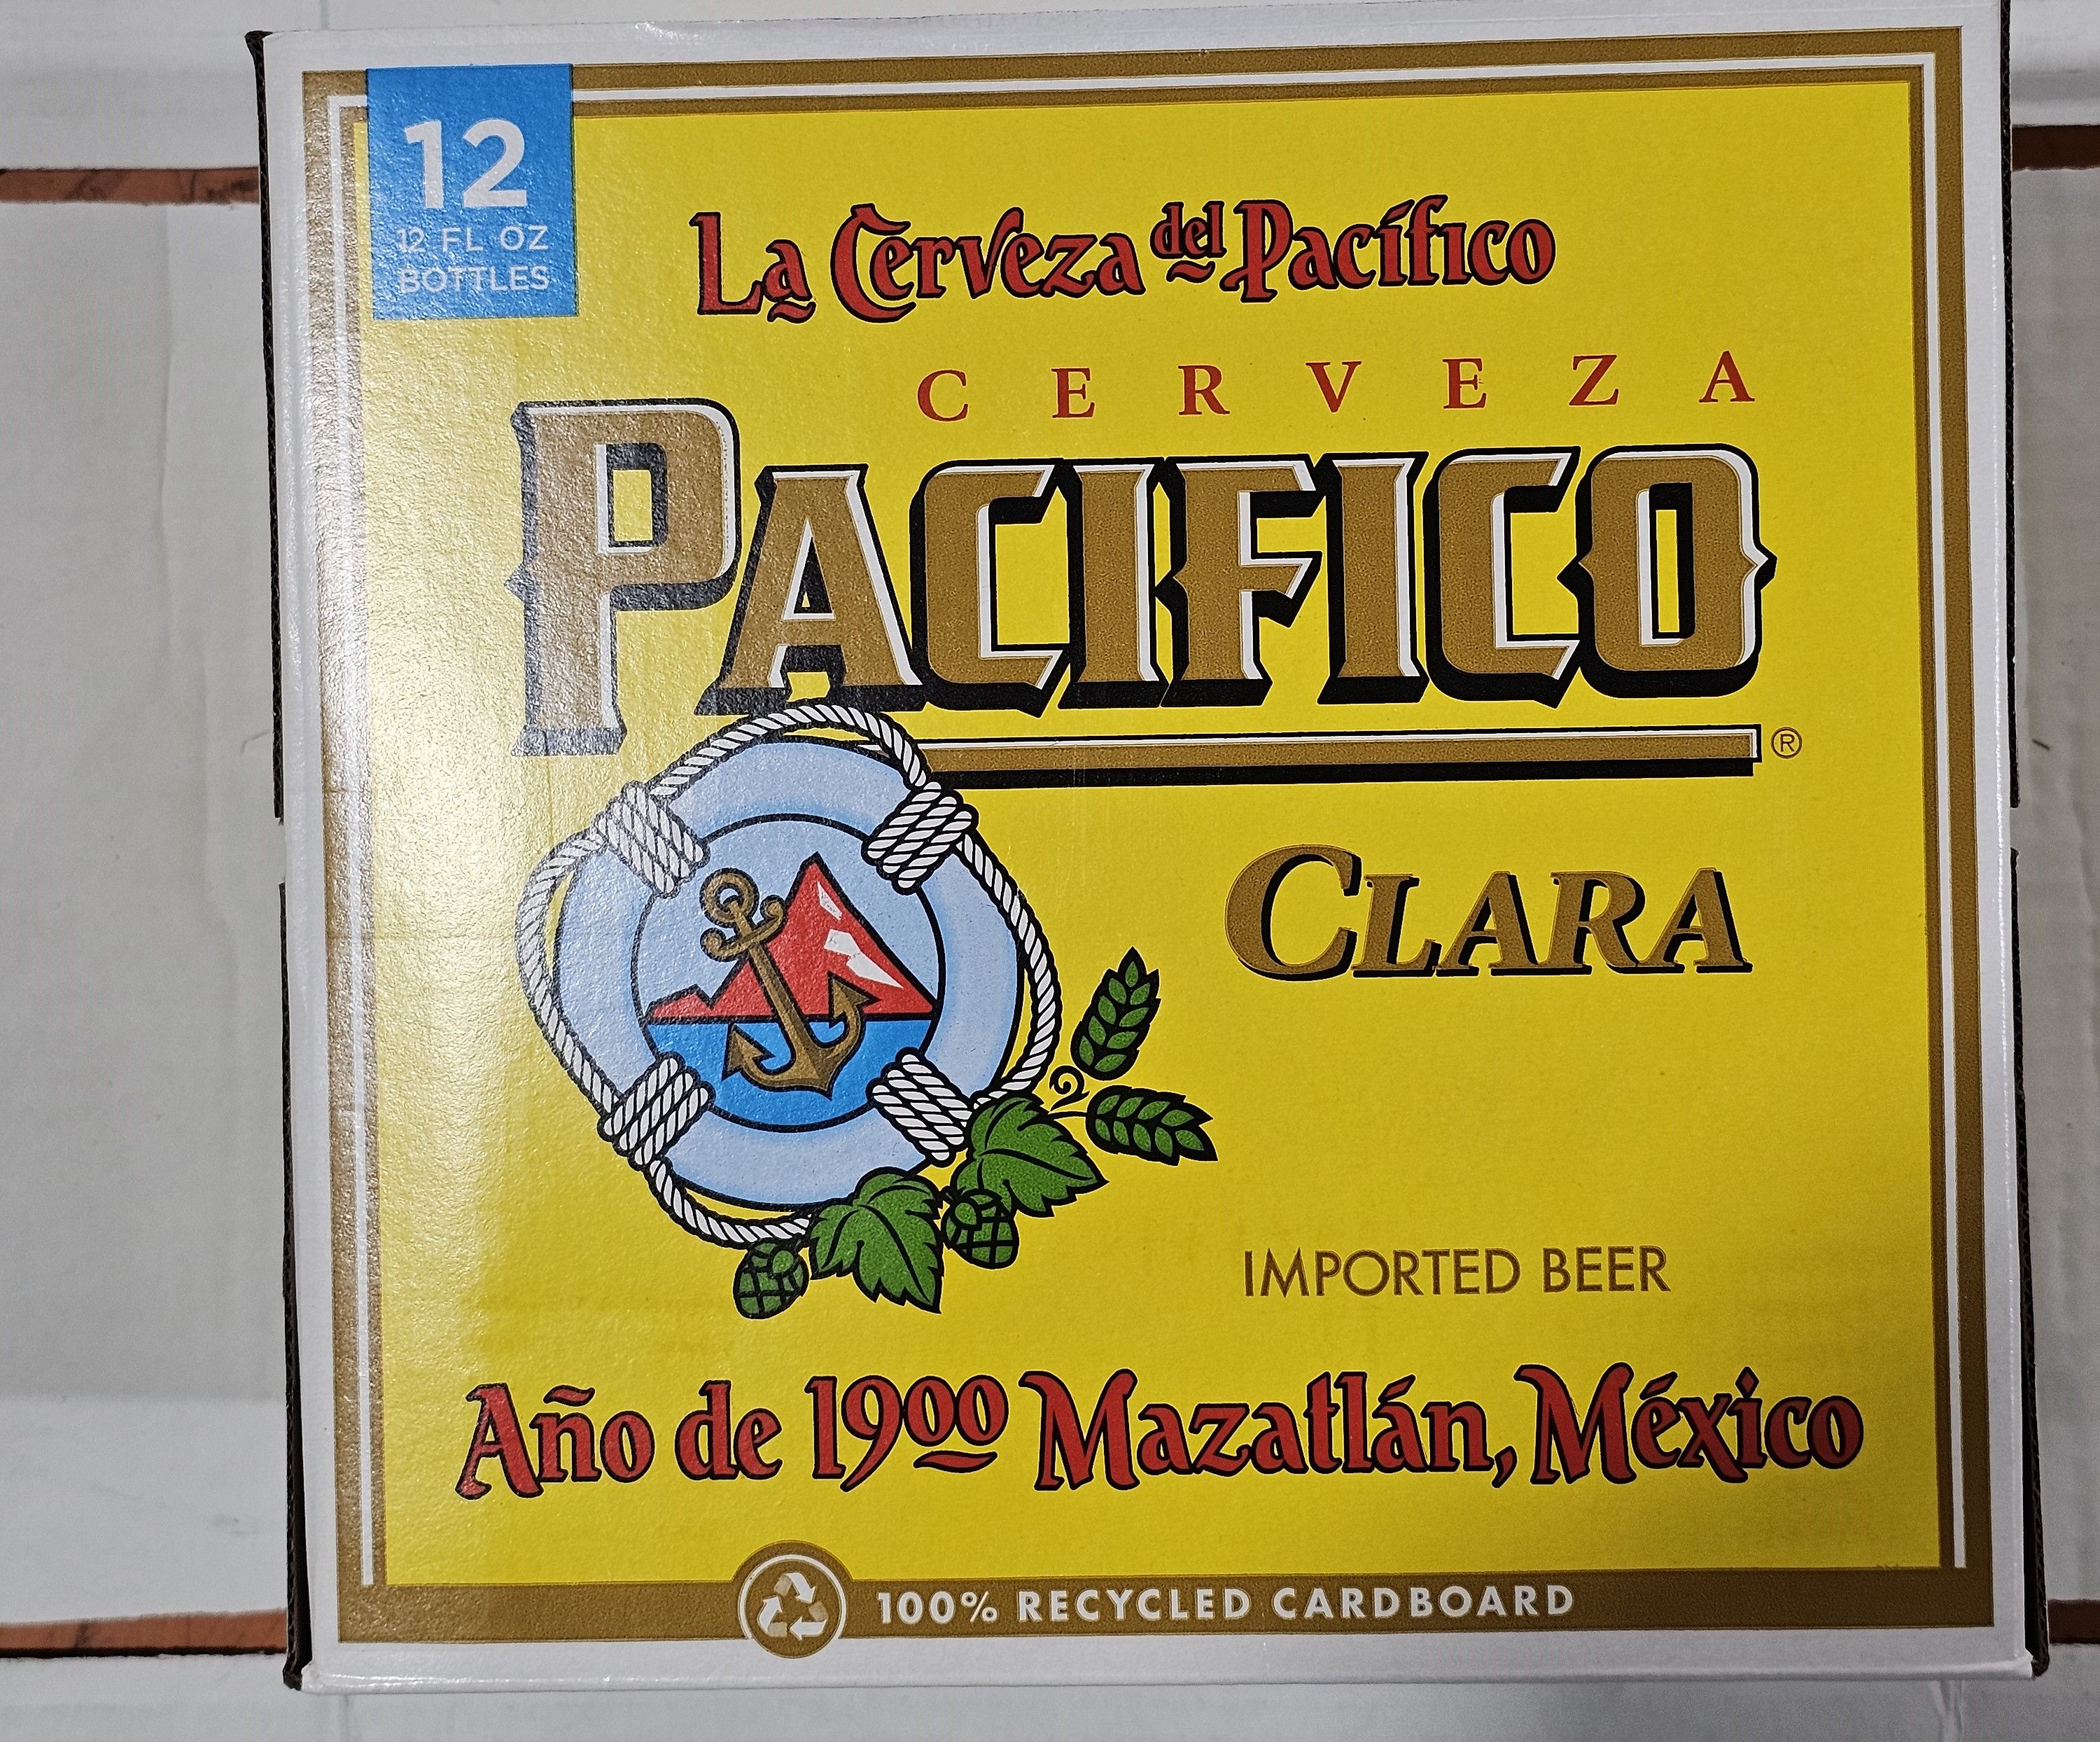 12
12 FL OZ
BOTTLES
La Cerveza del Pacífico
CERVEZA
PACIFICO
®
CLARA
IMPORTED BEER
Año de 1900 Mazatlán, México
100% RECYCLED CARDBOARD